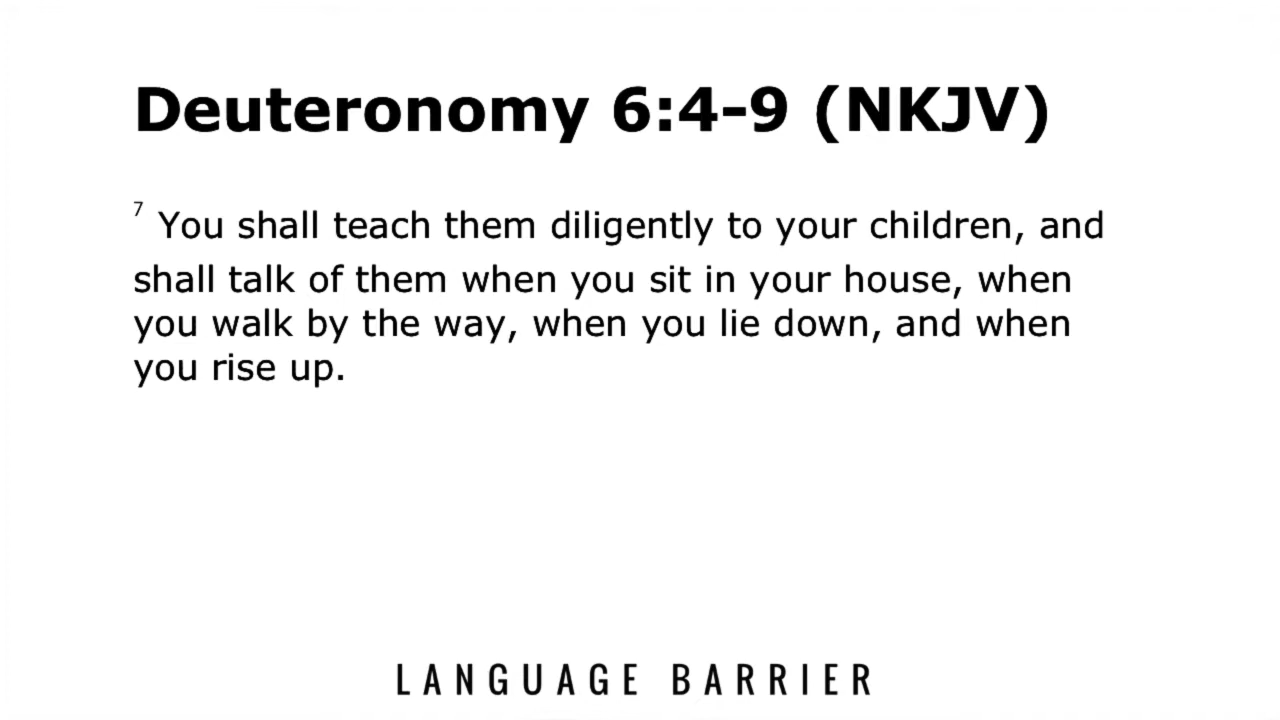 Deuteronomy 6:4-9 (NKJV)
7 You shall teach them diligently to your children, and
shall talk of them when you sit in your house, when
you walk by the way, when you lie down, and when
you rise up.
LANGUAGE BARRIER